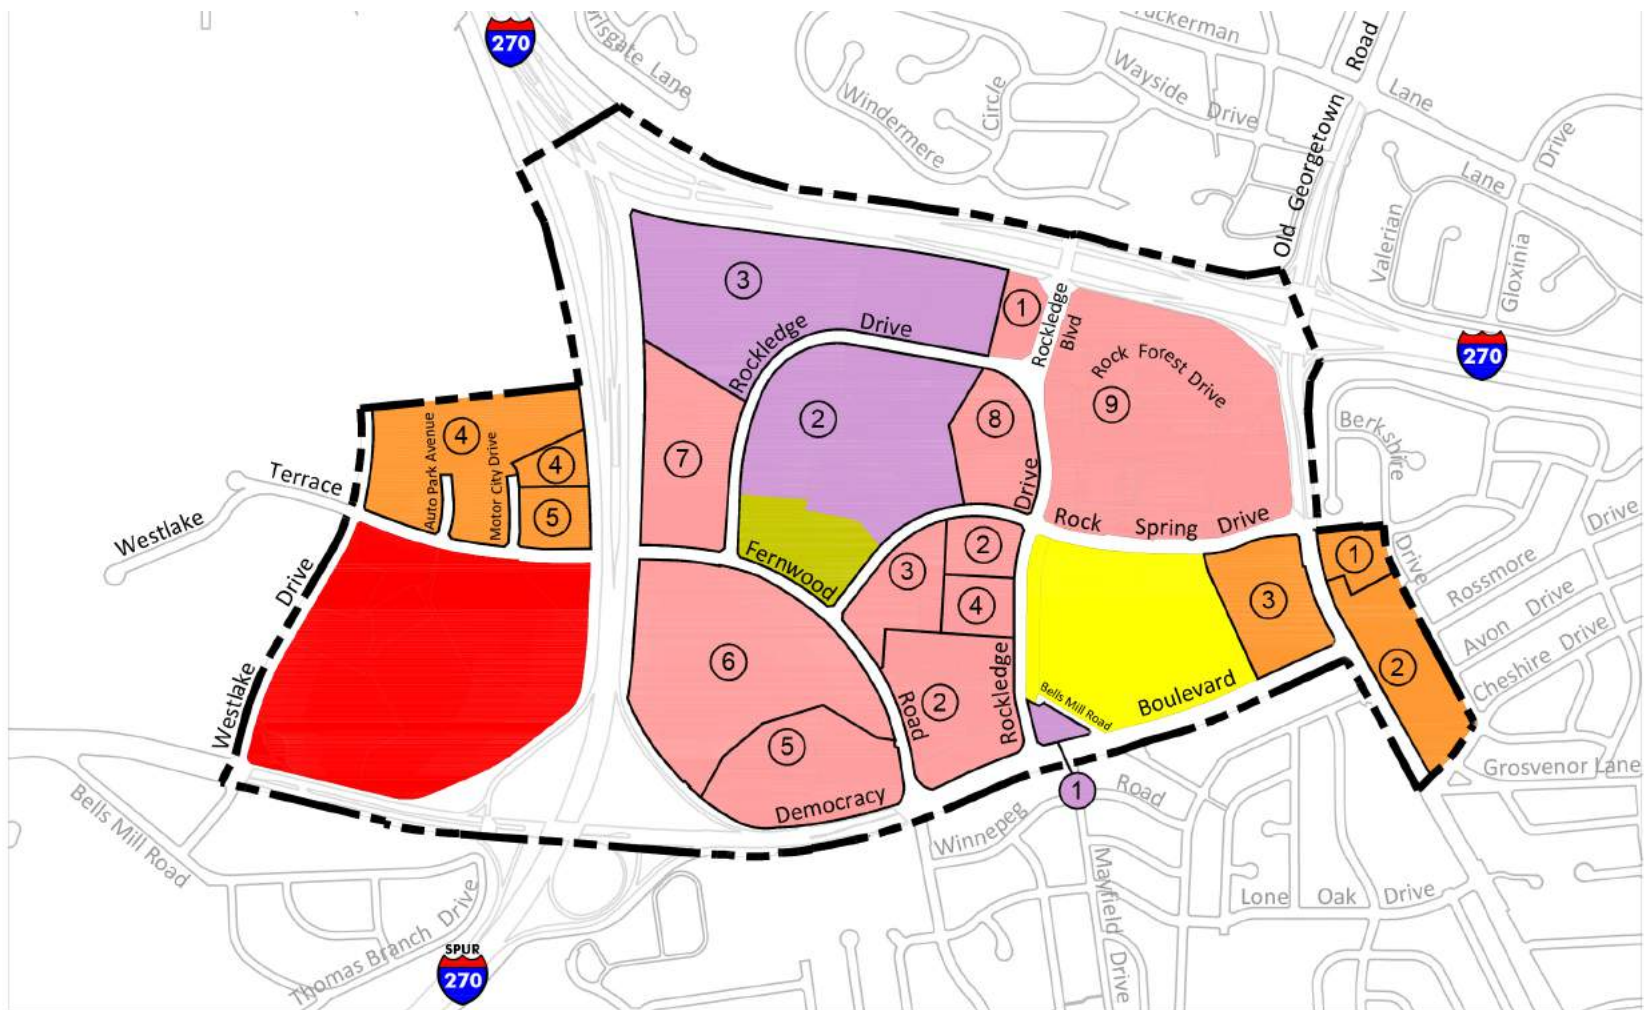 270
Tuckerman
Lane
Road
Old Georgetown
Wayside Drive
Circle
Windermere
Lane
Drive
Valerian
Gloxinia
270
3
1
Rockledge
Blvd
Rockledge Drive
Rock Forest Drive
9
2
8
7
Drive
Berkshire
Drive
4
Auto Park Avenue
Motor City Drive
4
5
Terrace
Westlake
Rock Spring Drive
Drive
Rossmore
Avon Drive
Cheshire Drive
Grosvenor Lane
Fernwood
Road
3
2
4
2
Rockledge
3
1
2
Westlake Drive
6
5
Democracy Boulevard
Bells Mill Road
1
Winnepeg Road
Mayfield Drive
Lone Oak Drive
Bells Mill Road
Thomas Branch Drive
SPUR
270